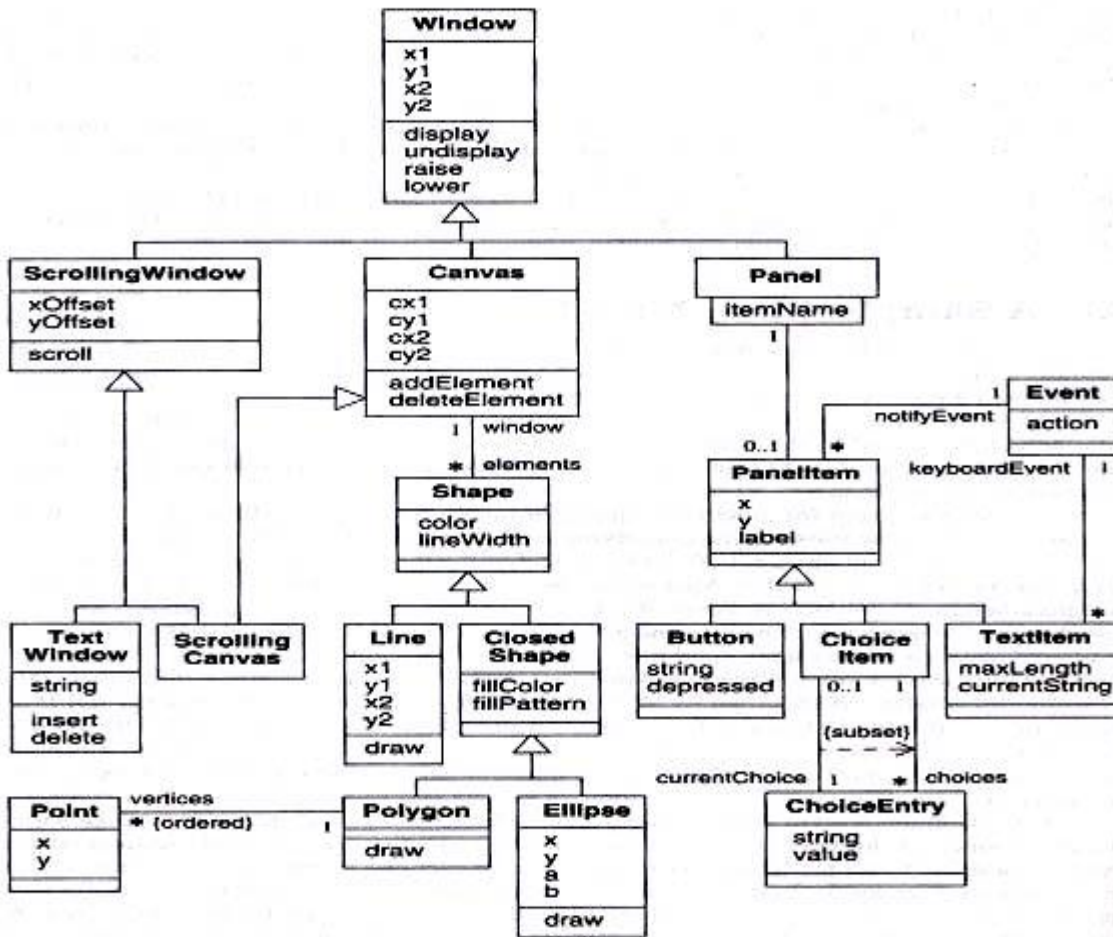 Window
x1
y1
x2
y2
display
undisplay
raise
lower
ScrollingWindow
xOffset
yOffset
scroll
Canvas
cx1
cy1
cx2
cy2
addElement
deleteElement
Panel
itemName
1
Event
action
1
notifyEvent
1 window
* elements
0..1
*
keyboardEvent 1
Shape
color
lineWidth
PanelItem
x
y
label
Text
Window
string
insert
delete
Scrolling
Canvas
Line
x1
y1
x2
y2
draw
Closed
Shape
fillColor
fillPattern
Button
string
depressed
Choice
Item
0..1 1
*
TextItem
maxLength
currentString
{subset}
currentChoice 1
* choices
Point
x
y
vertices
* {ordered} 1
Polygon
draw
Ellipse
x
y
a
b
draw
ChoiceEntry
string
value